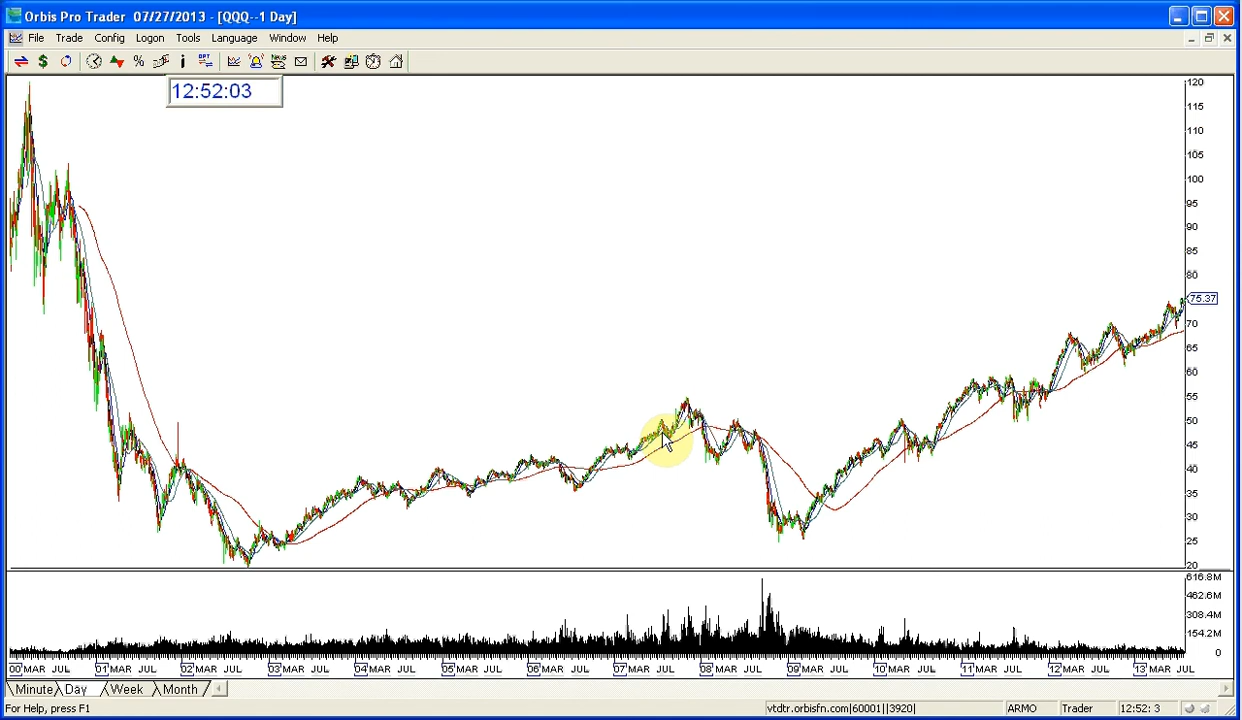 Orbis Pro Trader 07/27/2013 - [QQQ--1 Day]
File Trade Config Logon Tools Language Window Help
12:52:03
120
115
110
105
100
95
90
85
80
75.37
70
65
60
55
50
45
40
35
30
25
20
616.8M
462.6M
308.4M
154.2M
0
00 MAR JUL 01 MAR JUL 02 MAR JUL 03 MAR JUL 04 MAR JUL 05 MAR JUL 06 MAR JUL 07 MAR JUL 08 MAR JUL 09 MAR JUL 10 MAR JUL 11 MAR JUL 12 MAR JUL 13 MAR JUL
Minute Day Week Month
For Help, press F1 vtdtr.orbisfn.com|60001||3920| ARMO Trader 12:52: 3